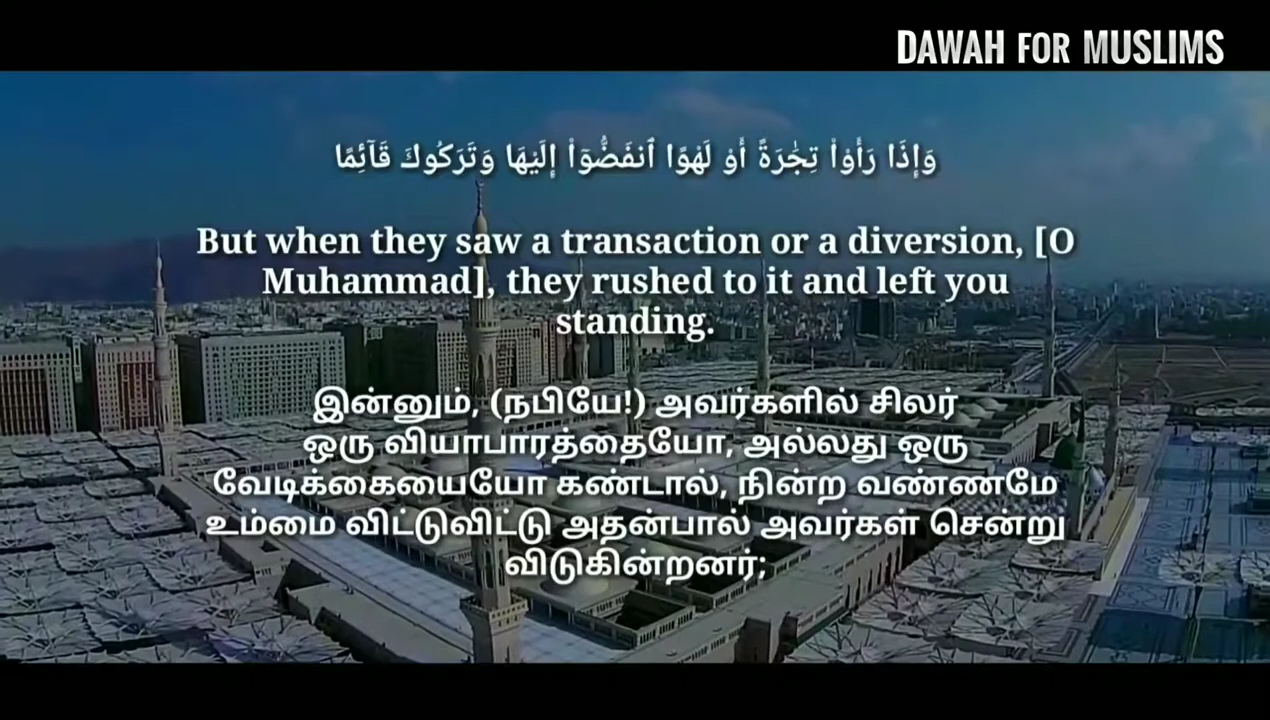 DAWAH FOR MUSLIMS
وَإِذَا رَأَوْا۟ تِجَٰرَةً أَوْ لَهْوًا ٱنفَضُّوٓا۟ إِلَيْهَا وَتَرَكُوكَ قَآئِمًا
But when they saw a transaction or a diversion, [O
Muhammad], they rushed to it and left you
standing.
இன்னும், (நபியே!) அவர்களில் சிலர்
ஒரு வியாபாரத்தையோ, அல்லது ஒரு
வேடிக்கையையோ கண்டால், நின்ற வண்ணமே
உம்மை விட்டுவிட்டு அதன்பால் அவர்கள் சென்று
விடுகின்றனர்;